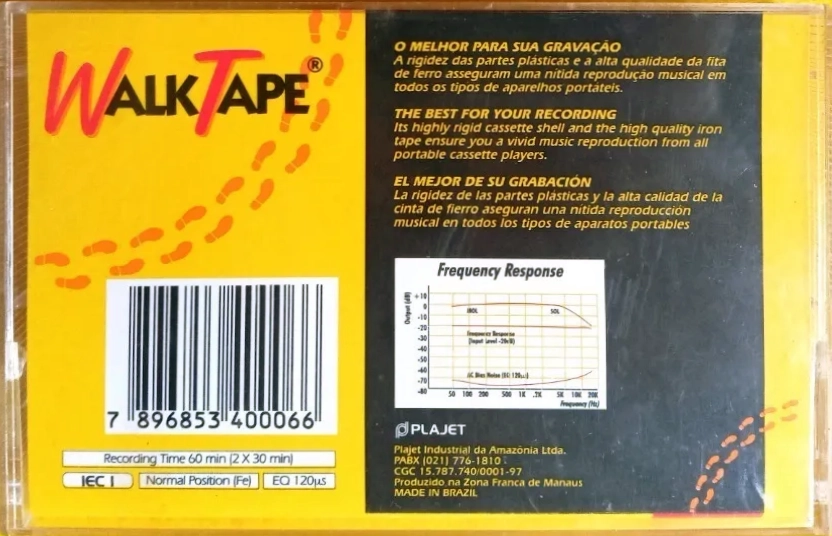 WALKTAPE®
O MELHOR PARA SUA GRAVAÇÃO
A rigidez das partes plásticas e a alta qualidade da fita
de ferro asseguram uma nítida reprodução musical em
todos os tipos de aparelhos portáteis.
THE BEST FOR YOUR RECORDING
Its highly rigid cassette shell and the high quality iron
tape ensure you a vivid music reproduction from all
portable cassette players.
EL MEJOR DE SU GRABACIÓN
La rigidez de las partes plásticas y la alta calidad de la
cinta de fierro aseguran una nítida reproducción
musical en todos los tipos de aparatos portables
Frequency Response
Output (dB)
+10
0
-10
-20
-30
-40
-50
-60
-70
-80
SOL
Frequency Response
(Input Level -20dB)
Bias Noise (EQ 120µs)
50 100 200 500 1K 5K 10K 20K
Frequency (Hz)
7 896853 400066
Recording Time 60 min (2 X 30 min)
IEC I
Normal Position (Fe)
EQ 120µs
PLAJET
Plajet Industrial da Amazônia Ltda.
PABX (021) 776-1810
CGC 15.787.740/0001-97
Produzido na Zona Franca de Manaus
MADE IN BRAZIL